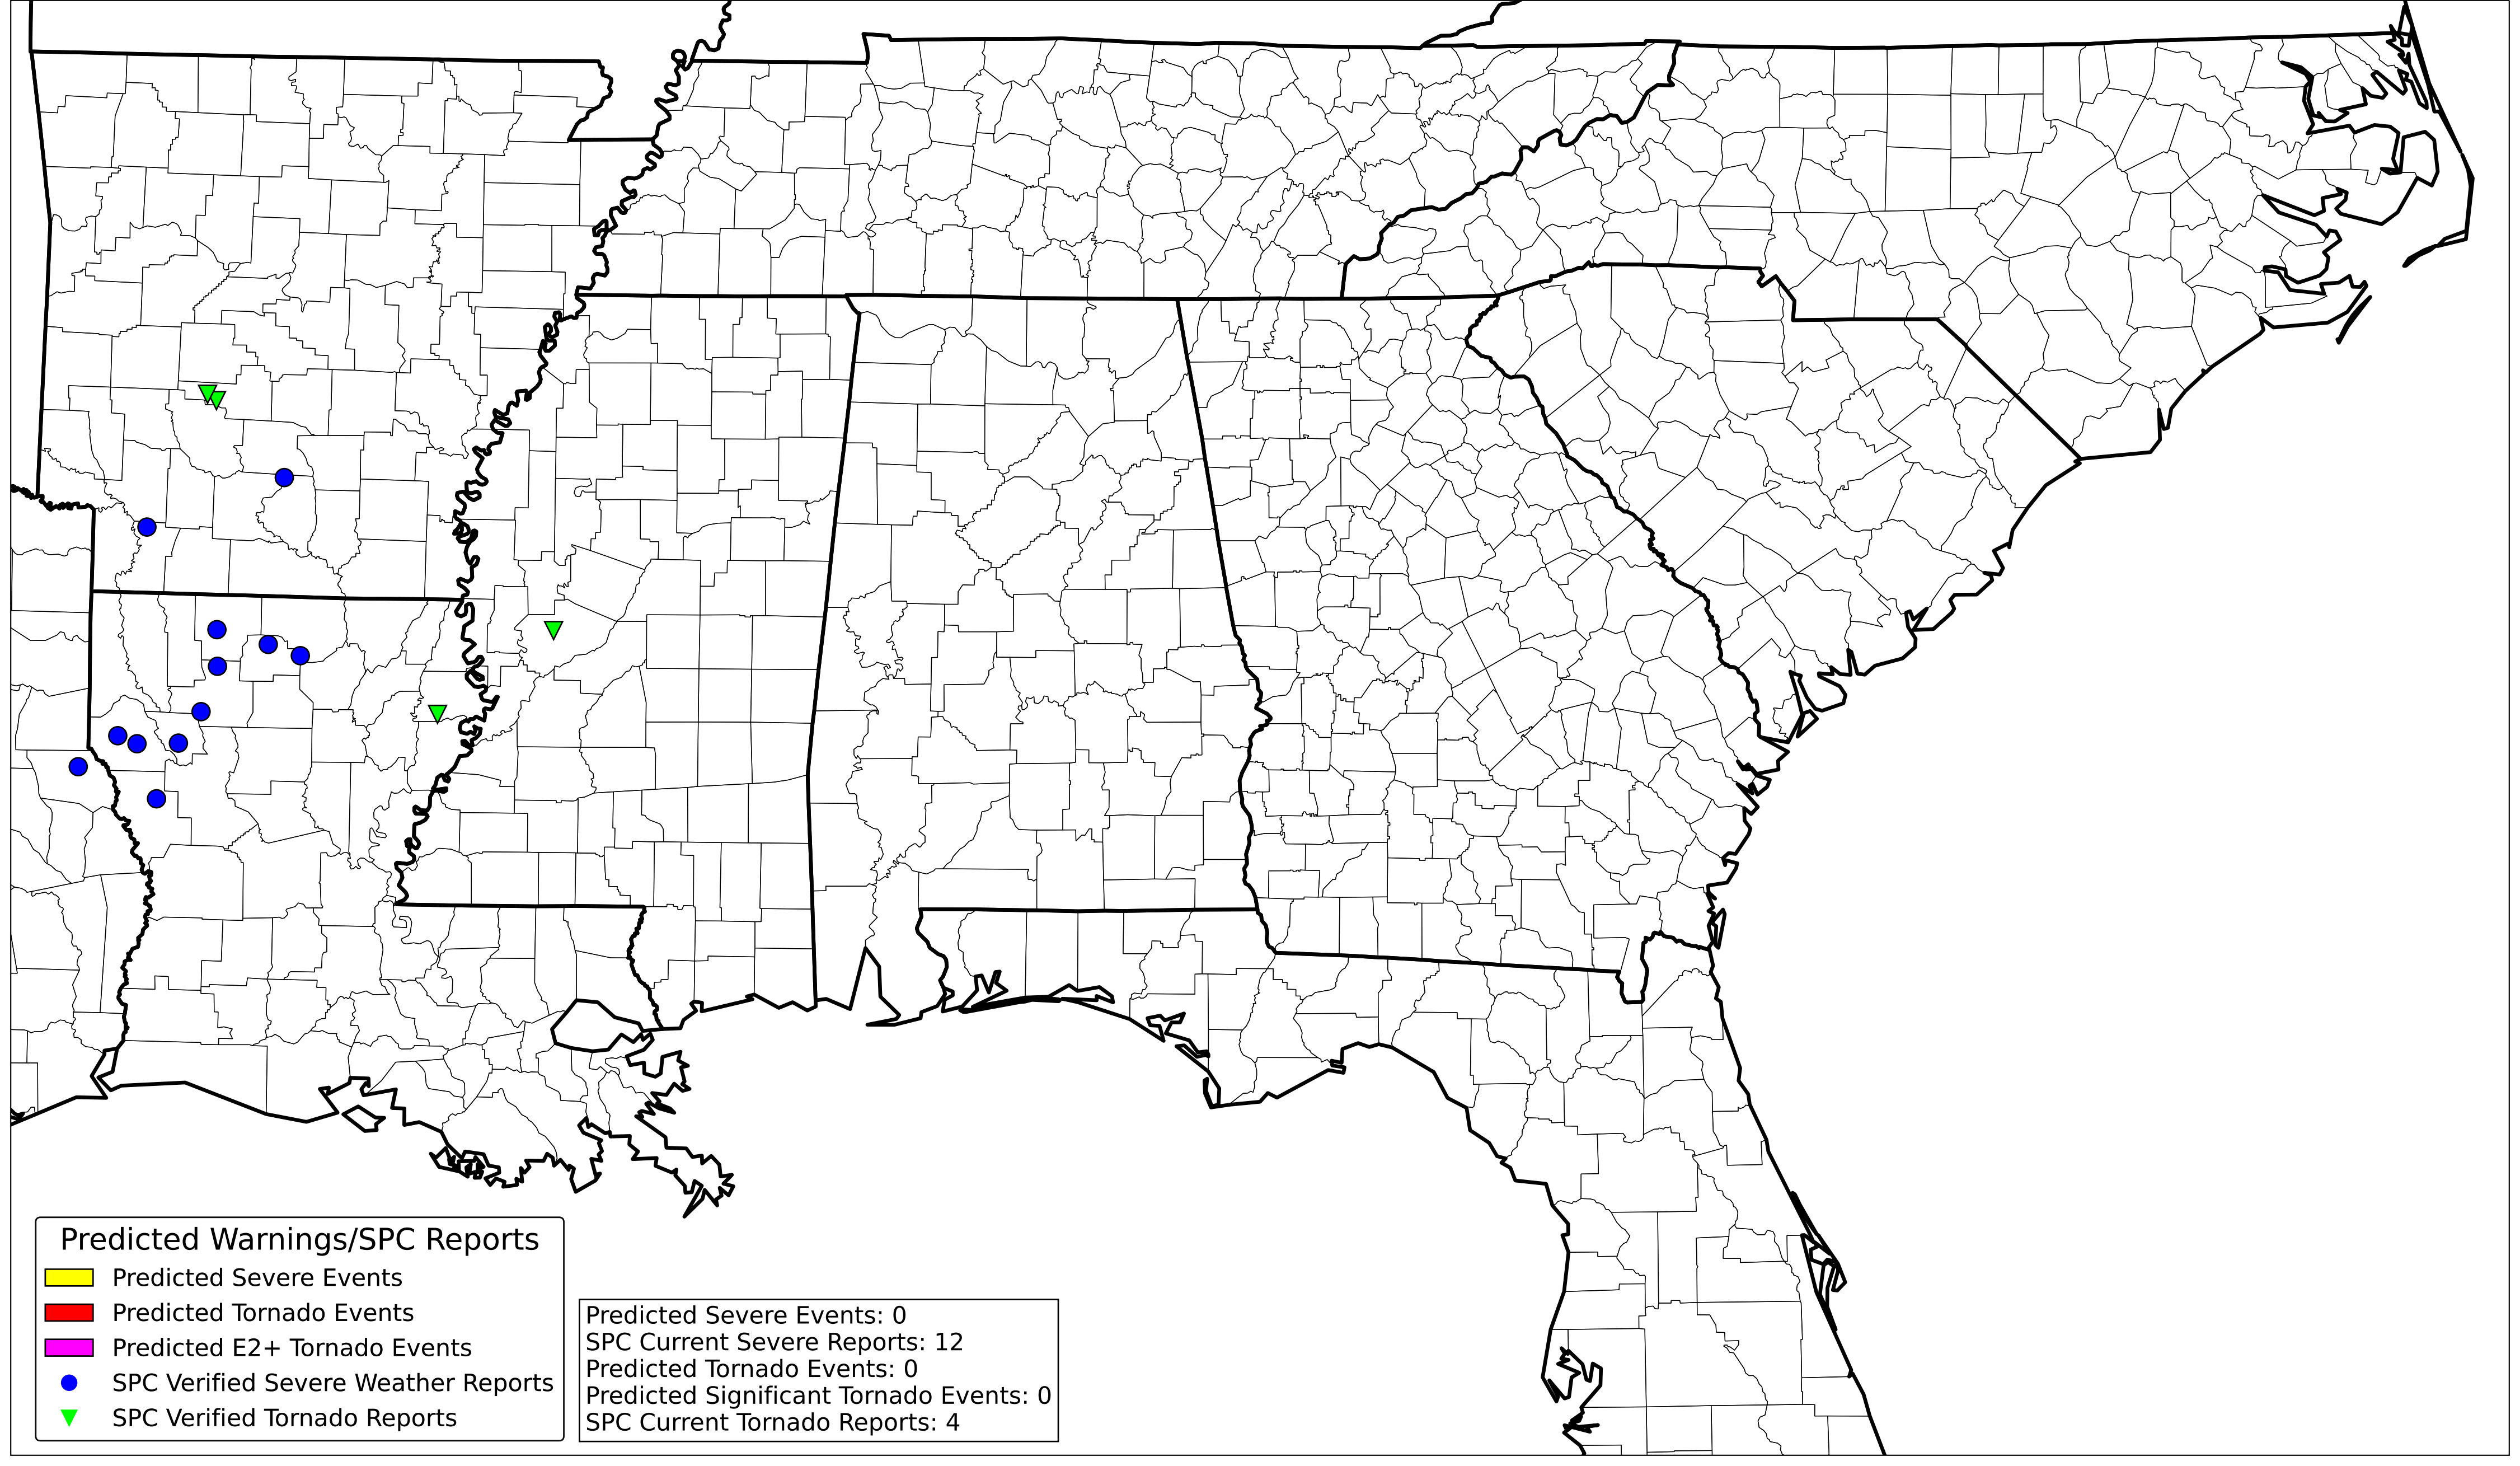 Predicted Warnings/SPC Reports
Predicted Severe Events
Predicted Tornado Events
Predicted E2+ Tornado Events
SPC Verified Severe Weather Reports
SPC Verified Tornado Reports
Predicted Severe Events: 0
SPC Current Severe Reports: 12
Predicted Tornado Events: 0
Predicted Significant Tornado Events: 0
SPC Current Tornado Reports: 4